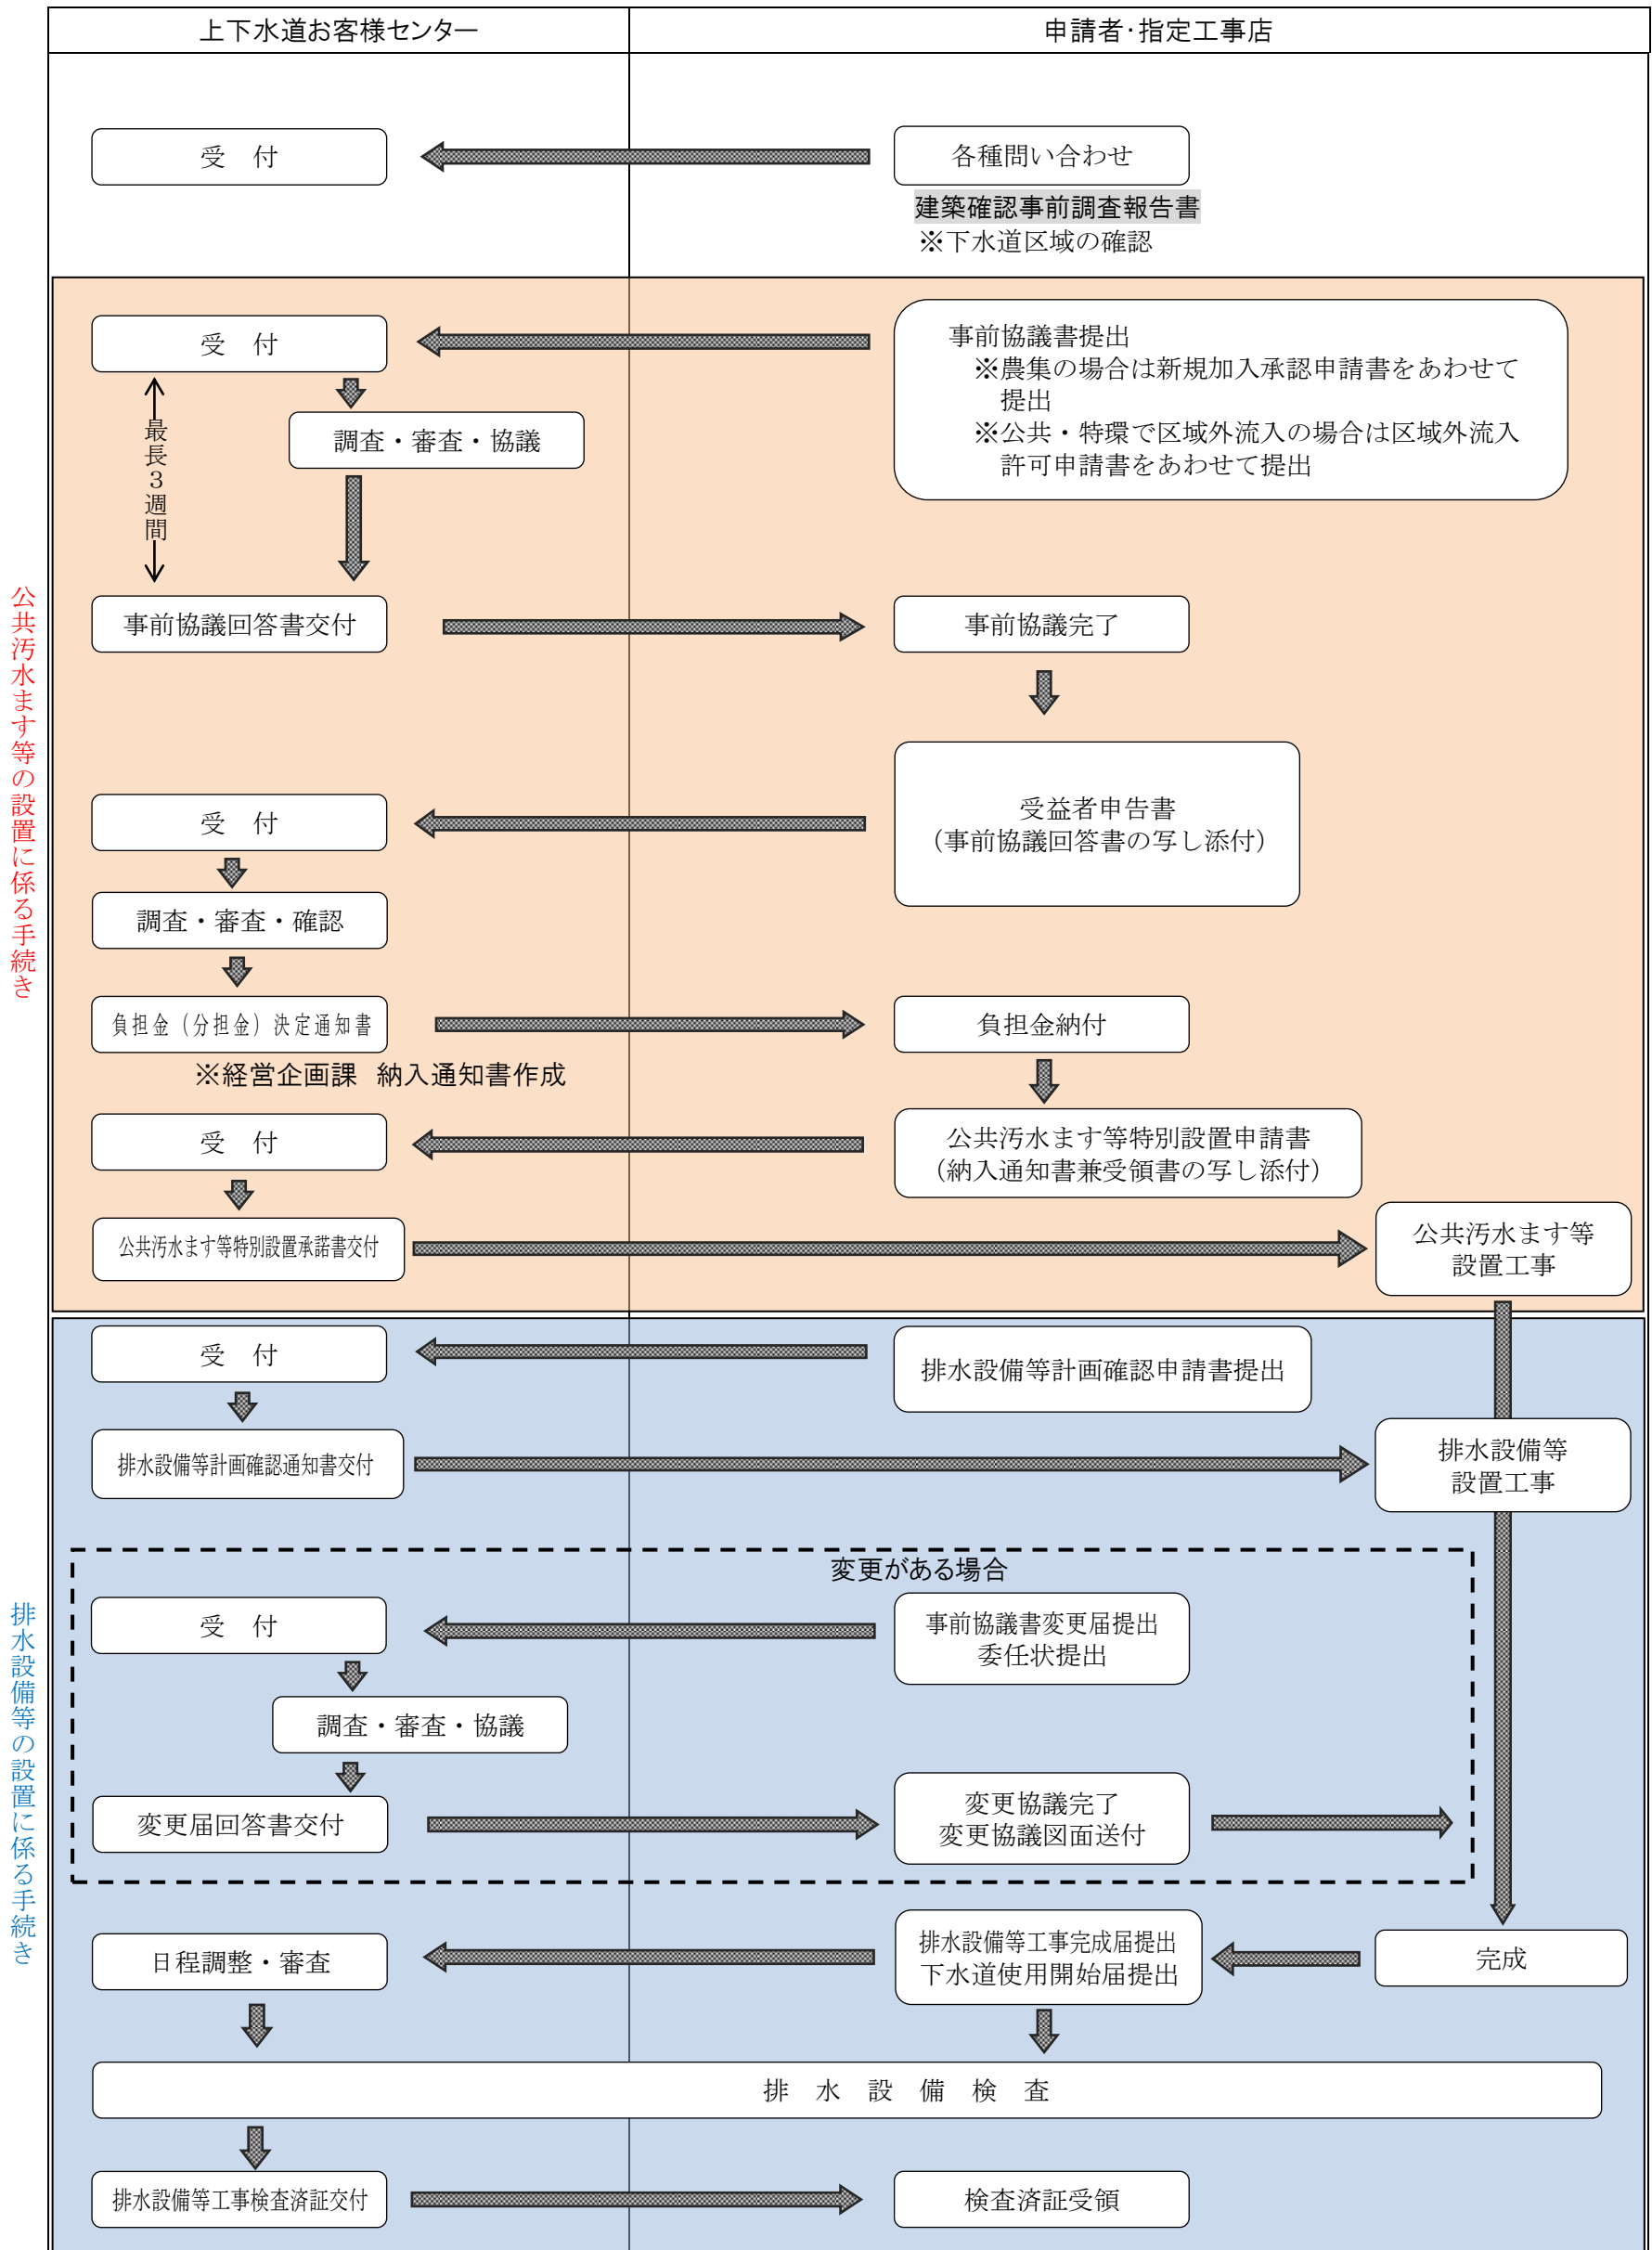 上下水道お客様センター
申請者・指定工事店
受　付
各種問い合わせ
建築確認事前調査報告書
※下水道区域の確認
公共汚水ます等の設置に係る手続き
受　付
事前協議書提出
※農集の場合は新規加入承認申請書をあわせて
提出
※公共・特環で区域外流入の場合は区域外流入
許可申請書をあわせて提出
最長３週間
調査・審査・協議
事前協議回答書交付
事前協議完了
受　付
受益者申告書
（事前協議回答書の写し添付）
調査・審査・確認
負担金（分担金）決定通知書
負担金納付
※経営企画課　納入通知書作成
受　付
公共汚水ます等特別設置申請書
（納入通知書兼受領書の写し添付）
公共汚水ます等特別設置承諾書交付
公共汚水ます等
設置工事
排水設備等の設置に係る手続き
受　付
排水設備等計画確認申請書提出
排水設備等計画確認通知書交付
排水設備等
設置工事
変更がある場合
受　付
事前協議書変更届提出
委任状提出
調査・審査・協議
変更届回答書交付
変更協議完了
変更協議図面送付
日程調整・審査
排水設備等工事完成届提出
下水道使用開始届提出
完成
排　水　設　備　検　査
排水設備等工事検査済証交付
検査済証受領